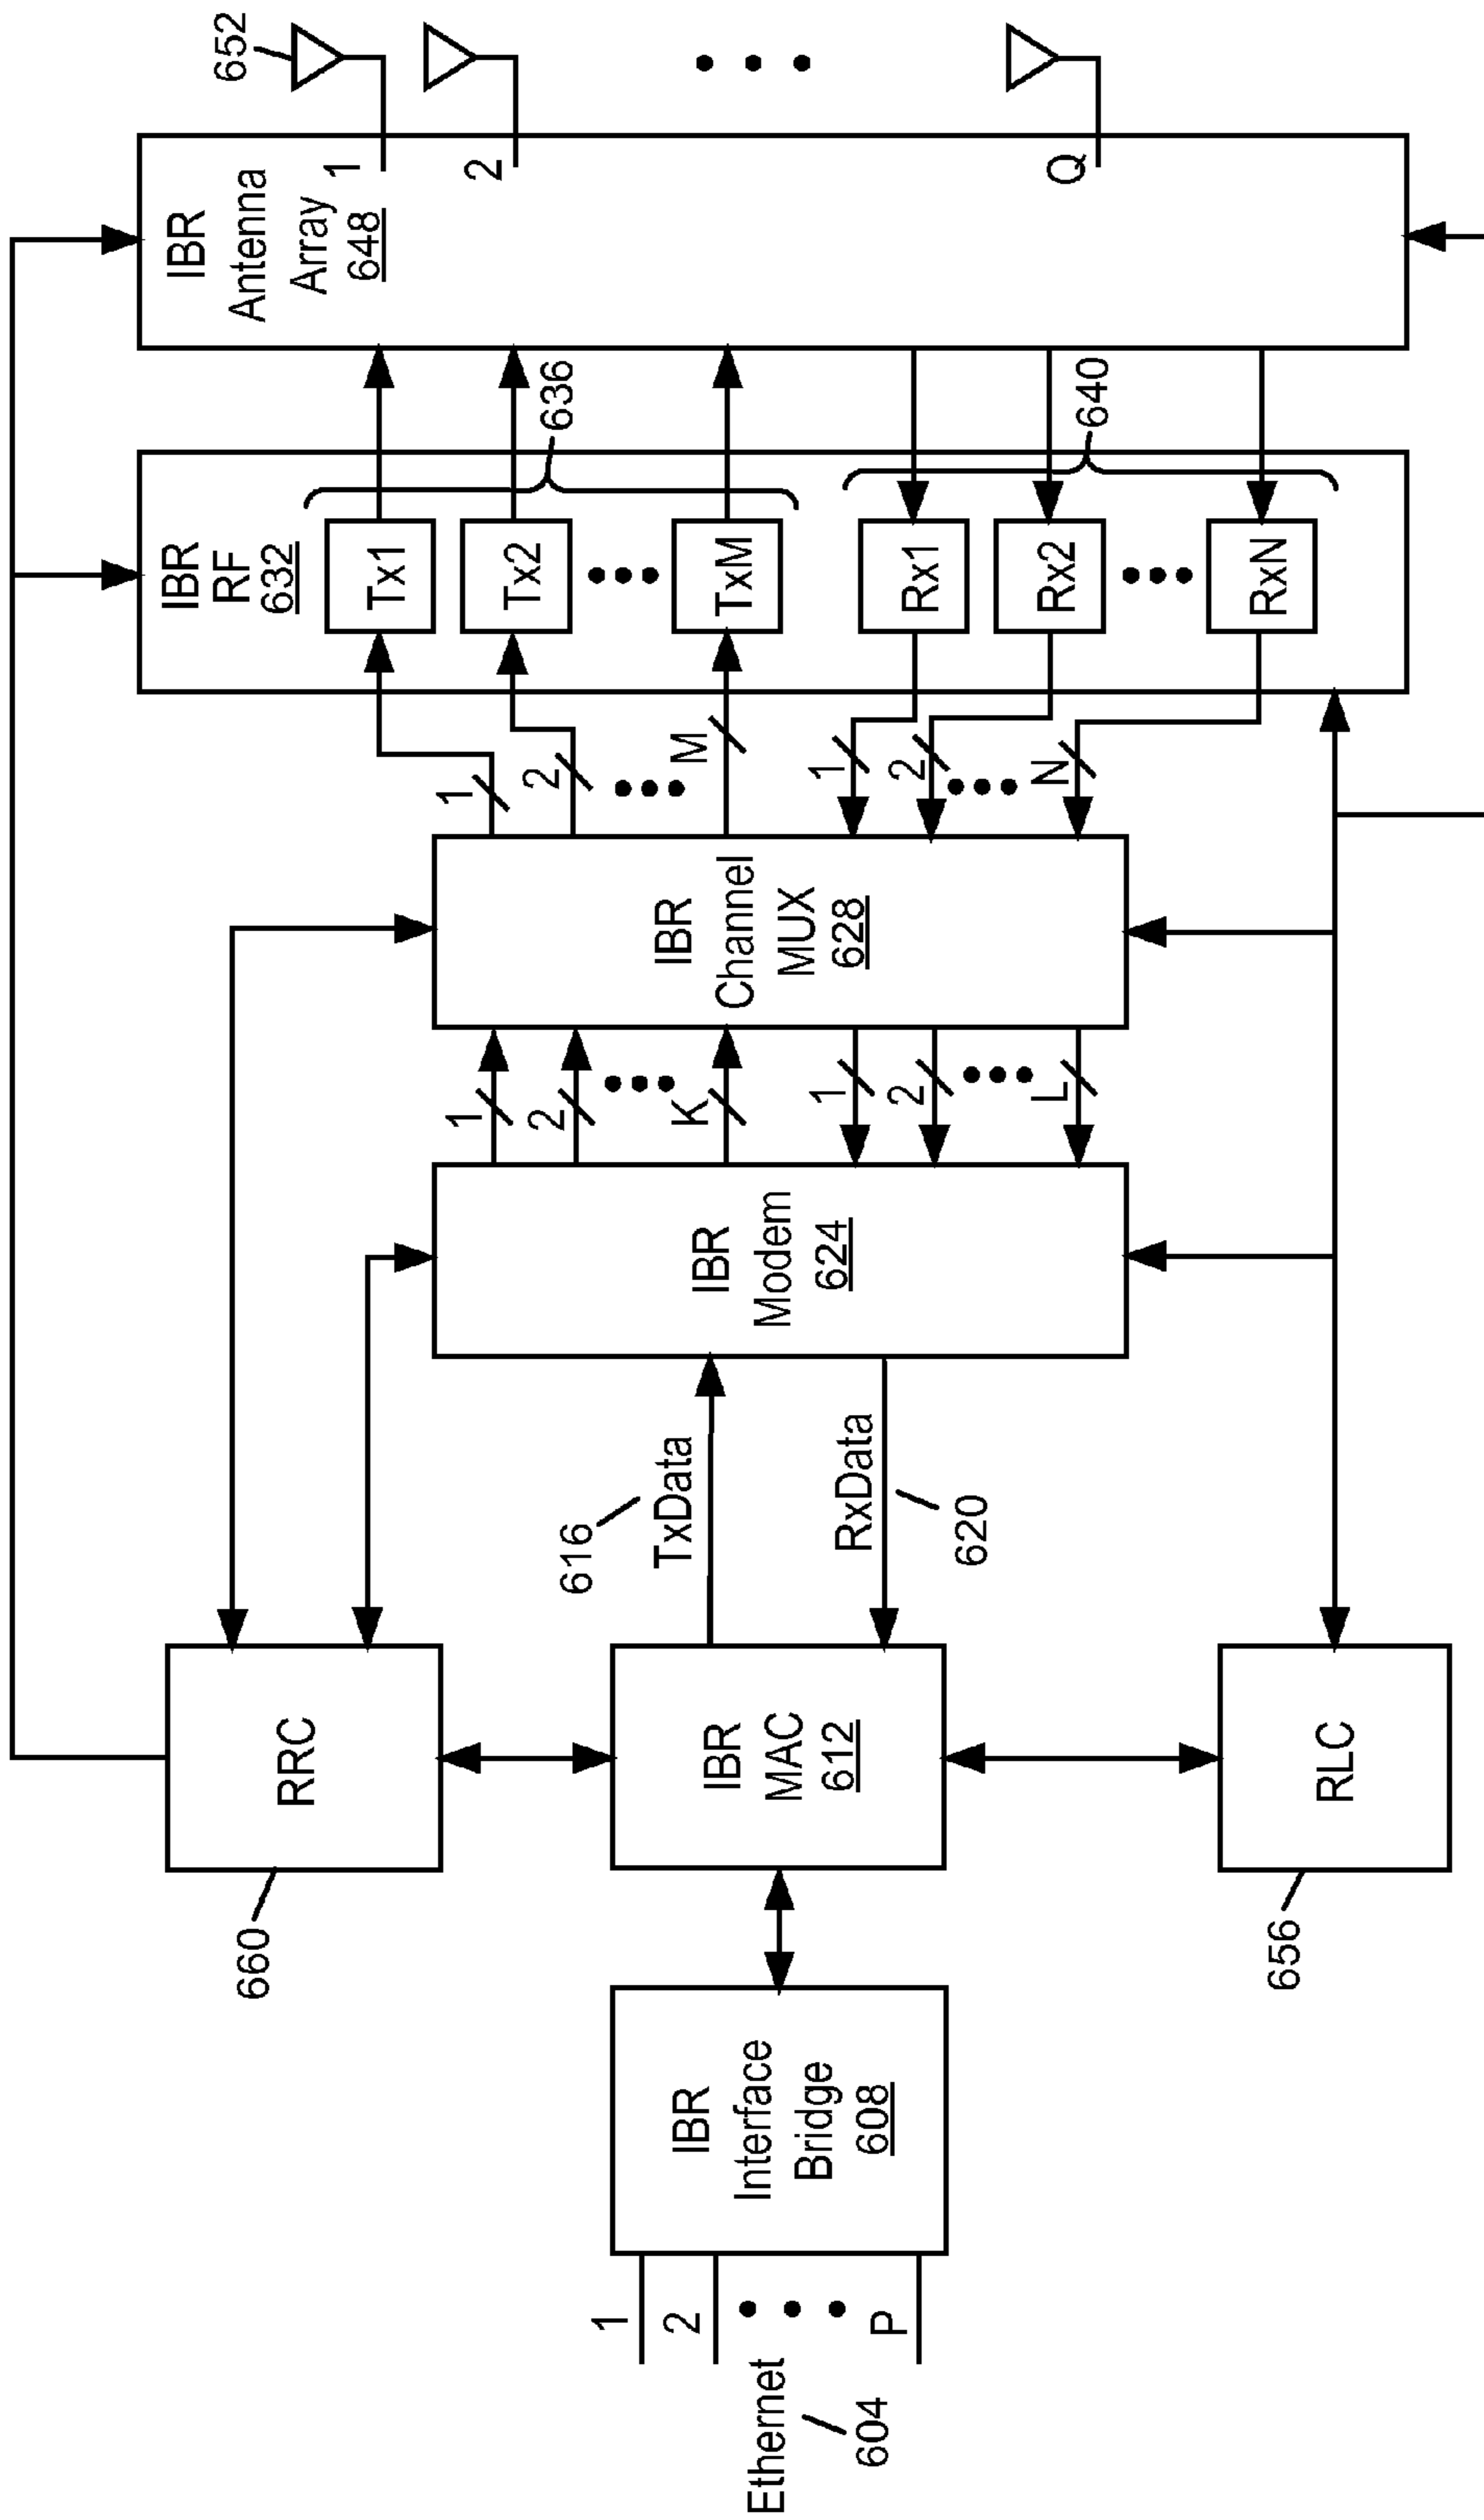 660
RRC
1
2
P
Ethernet
604
IBR
Interface
Bridge
608
IBR
MAC
612
616
TxData
RxData
620
656
RLC
IBR
Modem
624
1
2
K
1
2
L
IBR
Channel
MUX
628
1
2
M
1
2
N
IBR
RF
632
Tx1
Tx2
TxM
Rx1
Rx2
RxN
636
640
IBR
Antenna
Array
648
1
2
Q
652